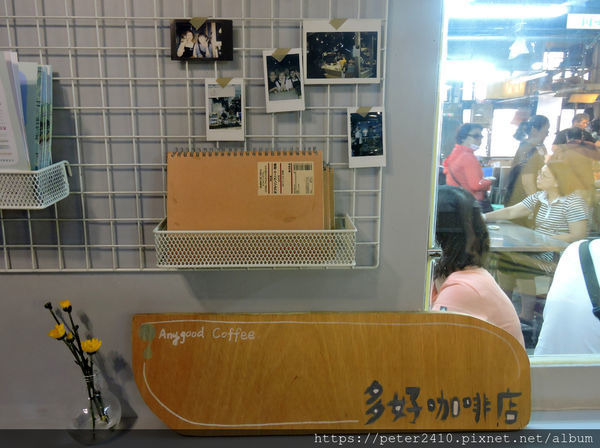 Anygood Coffee
多好咖啡店
https://peter2410.pixnet.net/album